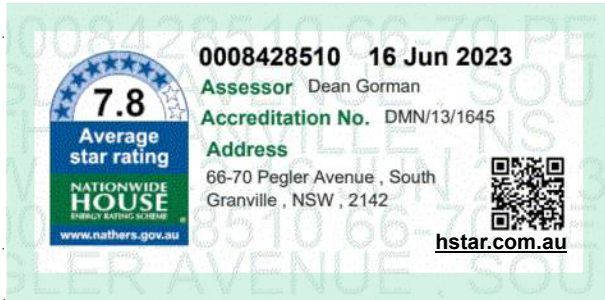 0008428510 16 Jun 2023
Assessor Dean Gorman
Accreditation No. DMN/13/1645
Address
66-70 Pegler Avenue , South
Granville , NSW , 2142
hstar.com.au
7.8
Average
star rating
NATIONWIDE
HOUSE
ENERGY RATING SCHEME
®
www.nathers.gov.au